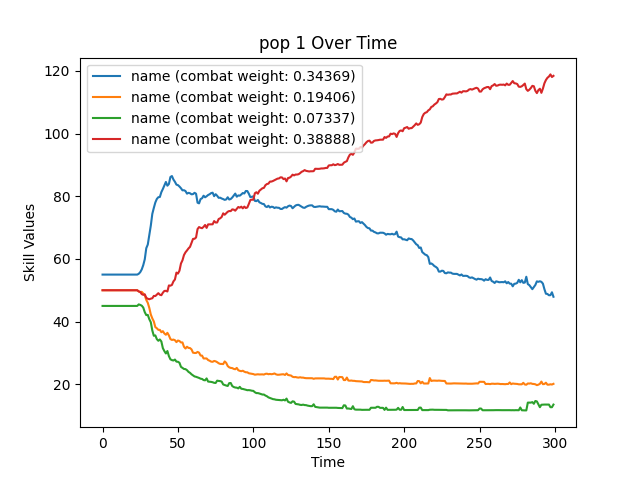 pop 1 Over Time
name (combat weight: 0.34369)
name (combat weight: 0.19406)
name (combat weight: 0.07337)
name (combat weight: 0.38888)
Skill Values
120
100
80
60
40
20
0 50 100 150 200 250 300
Time